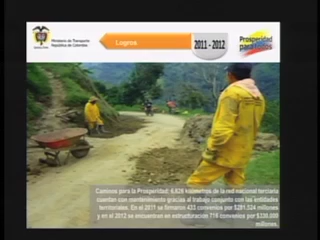 Ministerio de Transporte
República de Colombia
Logros
2011 - 2012
Prosperidad
para todos
Caminos para la Prosperidad: 6.626 kilómetros de la red nacional terciaria
cuentan con mantenimiento gracias al trabajo conjunto con las entidades
territoriales. En el 2011 se firmaron 432 convenios por $281.524 millones
y en el 2012 se encuentran en estructuración 716 convenios por $330.000
millones.